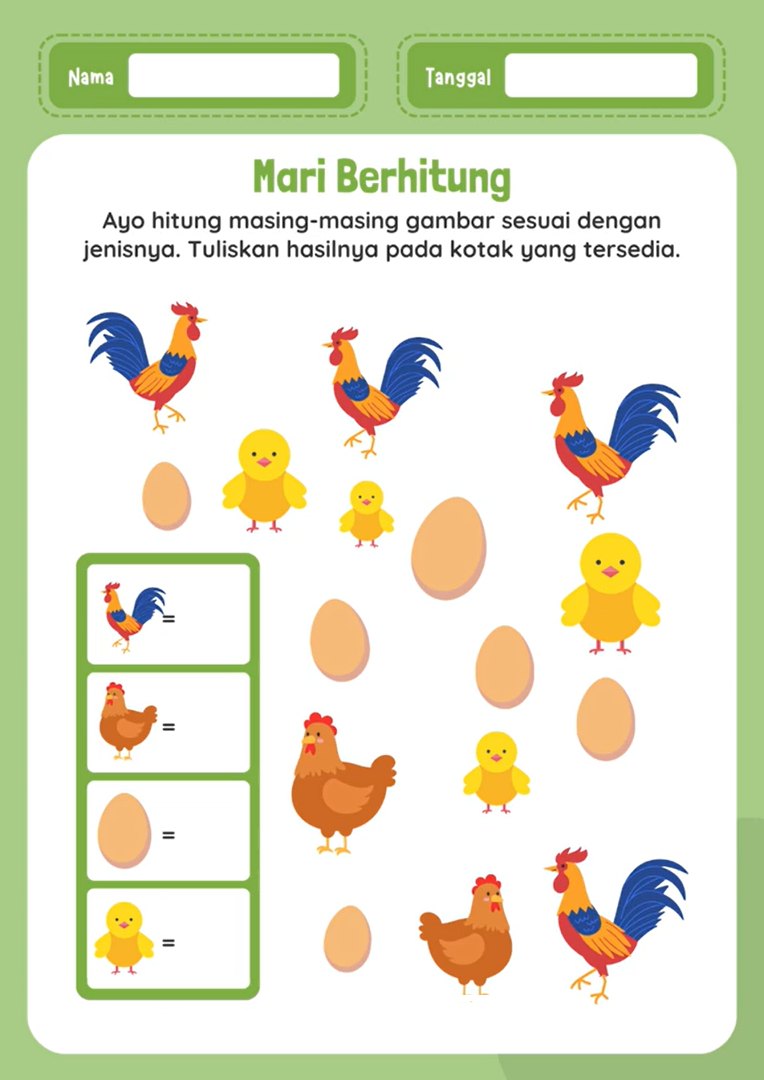 Nama
Tanggal
Mari Berhitung
Ayo hitung masing-masing gambar sesuai dengan
jenisnya. Tuliskan hasilnya pada kotak yang tersedia.
=
=
=
=